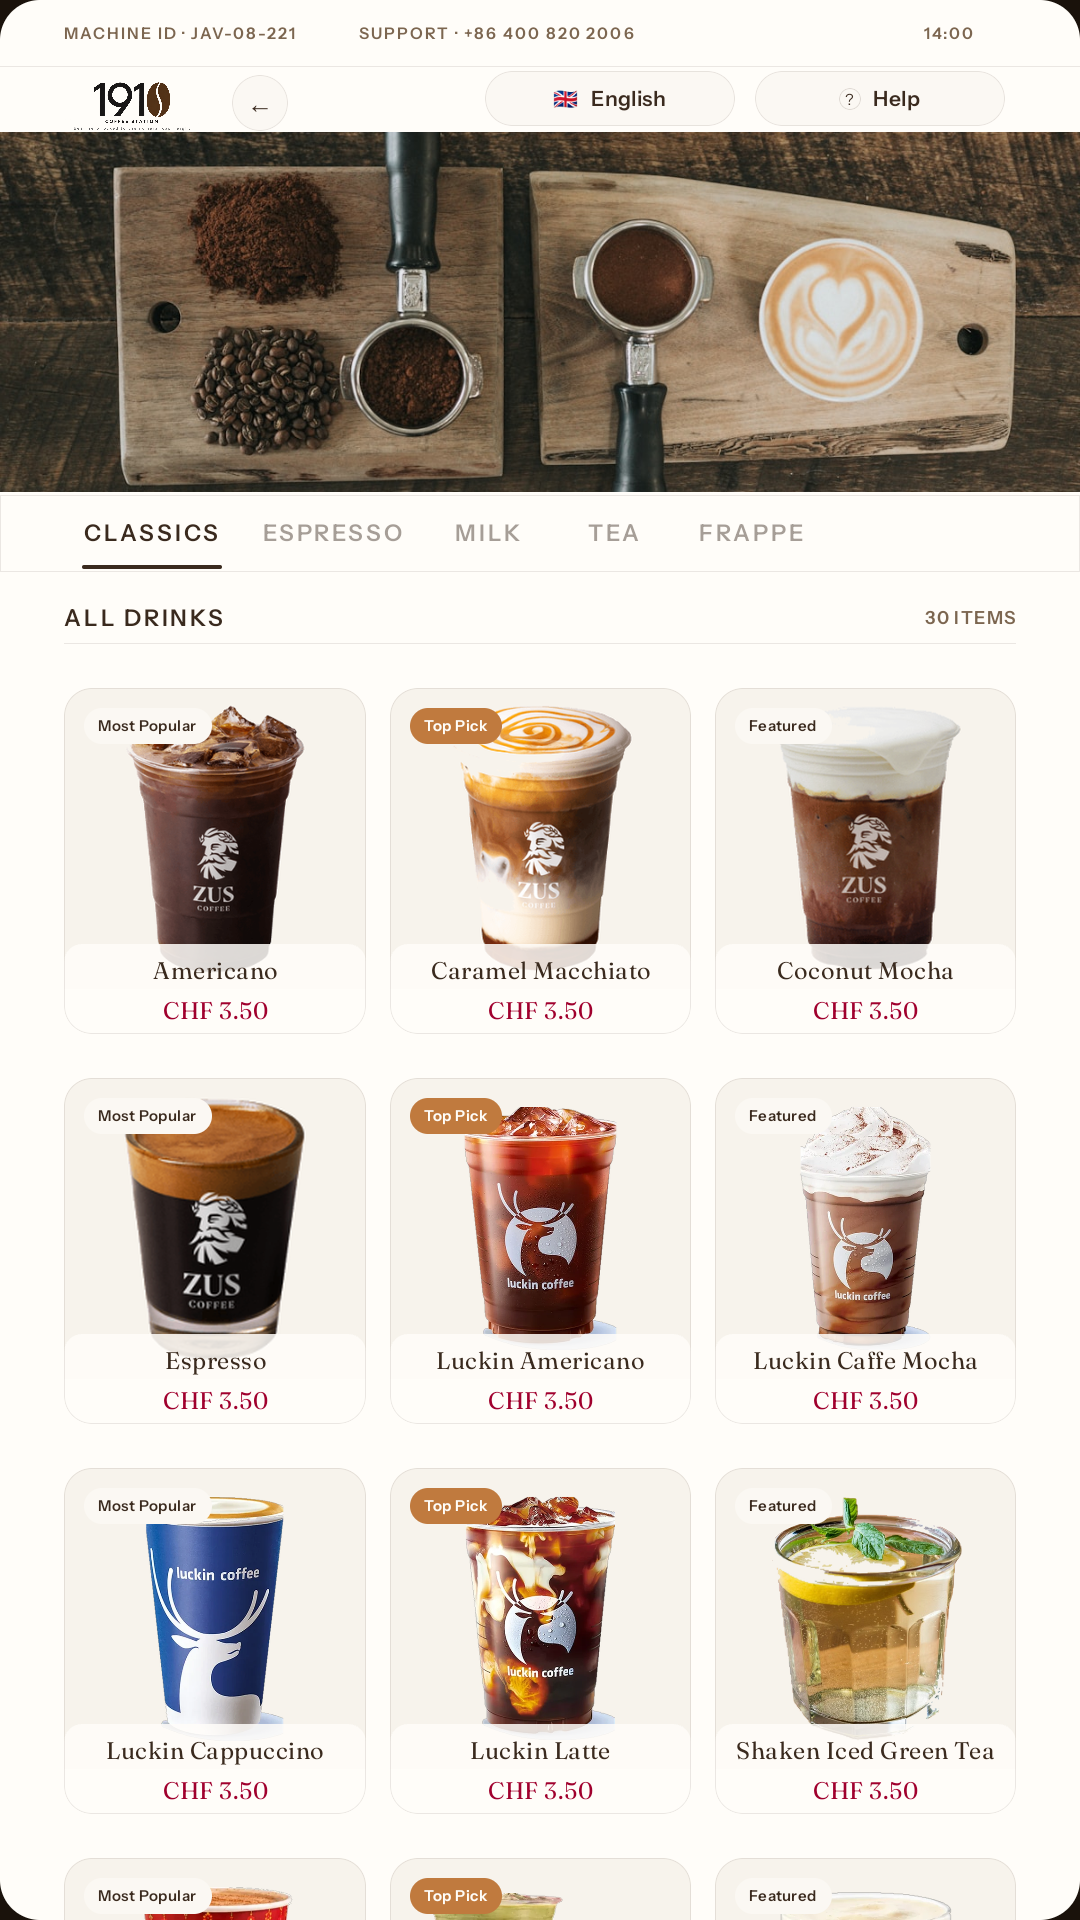 MACHINE ID · JAV-08-221 SUPPORT · +86 400 820 2006 14:00
1910
COFFEE STATION
← 🇬🇧 English ? Help
CLASSICS ESPRESSO MILK TEA FRAPPE
ALL DRINKS 30 ITEMS
Most Popular Top Pick Featured
ZUS COFFEE ZUS COFFEE ZUS COFFEE
Americano Caramel Macchiato Coconut Mocha
CHF 3.50 CHF 3.50 CHF 3.50
Most Popular Top Pick Featured
ZUS COFFEE luckin coffee luckin coffee
Espresso Luckin Americano Luckin Caffe Mocha
CHF 3.50 CHF 3.50 CHF 3.50
Most Popular Top Pick Featured
luckin coffee luckin coffee
Luckin Cappuccino Luckin Latte Shaken Iced Green Tea
CHF 3.50 CHF 3.50 CHF 3.50
Most Popular Top Pick Featured